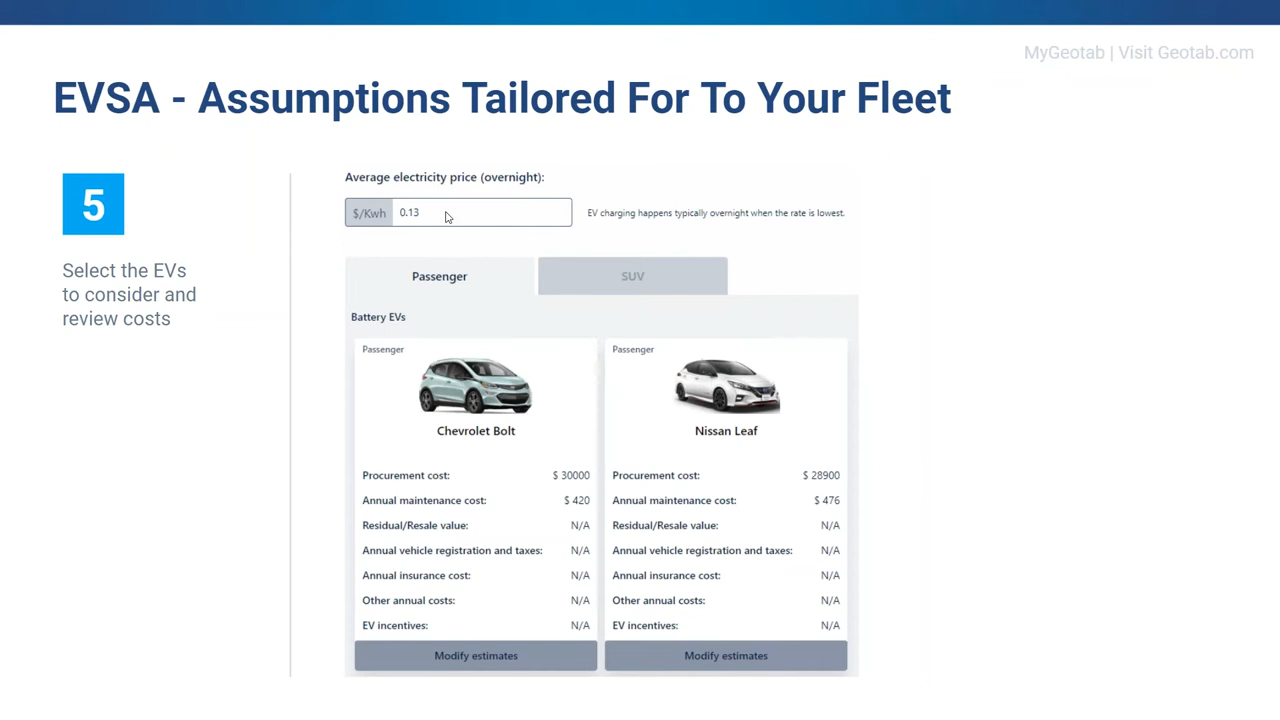 MyGeotab | Visit Geotab.com
EVSA - Assumptions Tailored For To Your Fleet
5
Select the EVs
to consider and
review costs
Average electricity price (overnight):
$/Kwh 0.13
EV charging happens typically overnight when the rate is lowest.
Passenger
SUV
Battery EVs
Passenger
Chevrolet Bolt
Procurement cost: $ 30000
Annual maintenance cost: $ 420
Residual/Resale value: N/A
Annual vehicle registration and taxes: N/A
Annual insurance cost: N/A
Other annual costs: N/A
EV incentives: N/A
Modify estimates
Passenger
Nissan Leaf
Procurement cost: $ 28900
Annual maintenance cost: $ 476
Residual/Resale value: N/A
Annual vehicle registration and taxes: N/A
Annual insurance cost: N/A
Other annual costs: N/A
EV incentives: N/A
Modify estimates